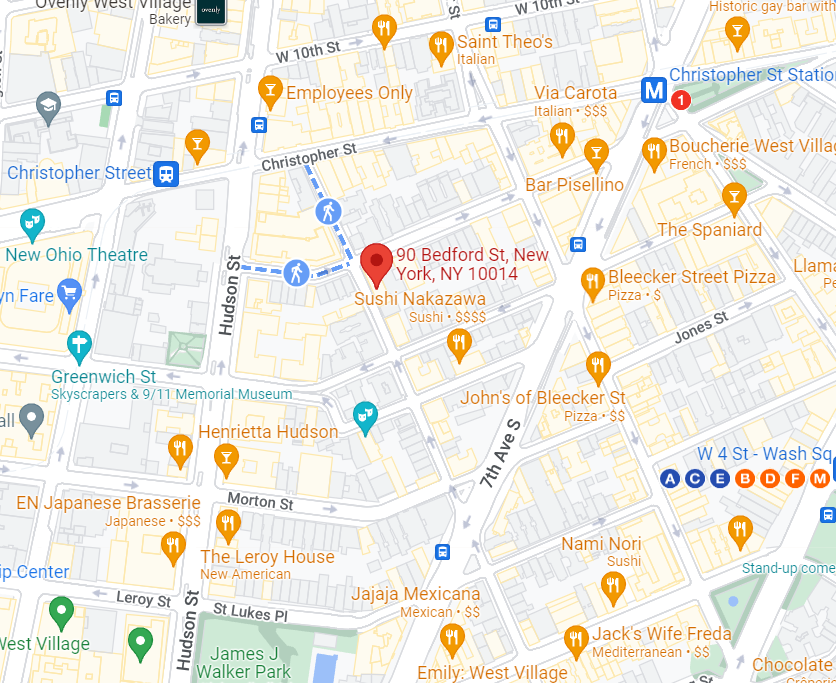 Ovenly West Village
Bakery
ovenly
W 10th St
W 10th St
St
Historic gay bar with
Saint Theo's
Italian
Employees Only
Via Carota
Italian • $$$
M
Christopher St Station
1
Christopher St
Christopher Street
Boucherie West Villag
French • $$$
Bar Pisellino
The Spaniard
New Ohio Theatre
90 Bedford St, New
York, NY 10014
Sushi Nakazawa
Sushi • $$$$
Hudson St
yn Fare
Bleecker Street Pizza
Pizza • $
Llama
Pe
Jones St
Greenwich St
Skyscrapers & 9/11 Memorial Museum
John's of Bleecker St
Pizza • $$
all
Henrietta Hudson
7th Ave S
W 4 St - Wash Sq
A C E B D F M
Morton St
EN Japanese Brasserie
Japanese • $$$
The Leroy House
New American
Nami Nori
Sushi
Stand-up come
ip Center
Leroy St
St Lukes Pl
Hudson St
Jajaja Mexicana
Mexican • $$
West Village
James J
Walker Park
Jack's Wife Freda
Mediterranean • $$
Emily: West Village
Chocolate